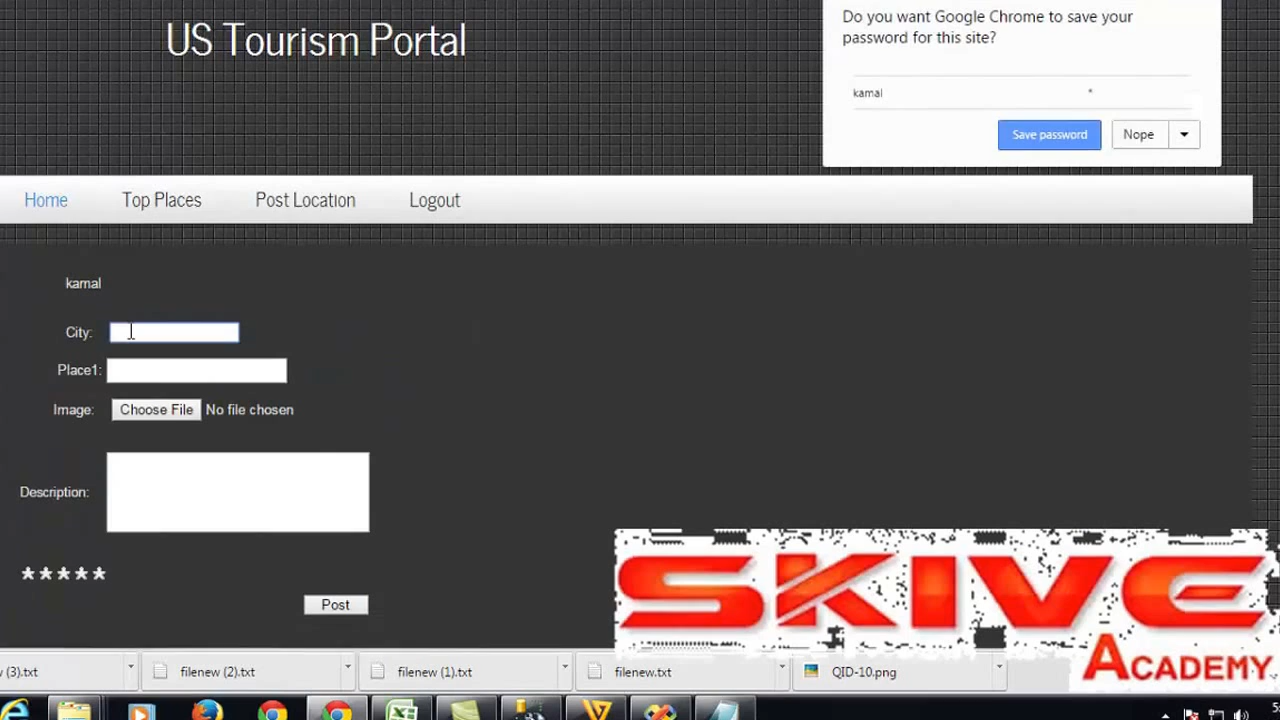 US Tourism Portal
Do you want Google Chrome to save your
password for this site?
kamal *
Save password Nope
Home Top Places Post Location Logout
kamal
City:
Place1:
Image: Choose File No file chosen
Description:
Post
SKIVE
ACADEMY
(3).txt filenew (2).txt filenew (1).txt filenew.txt QID-10.png